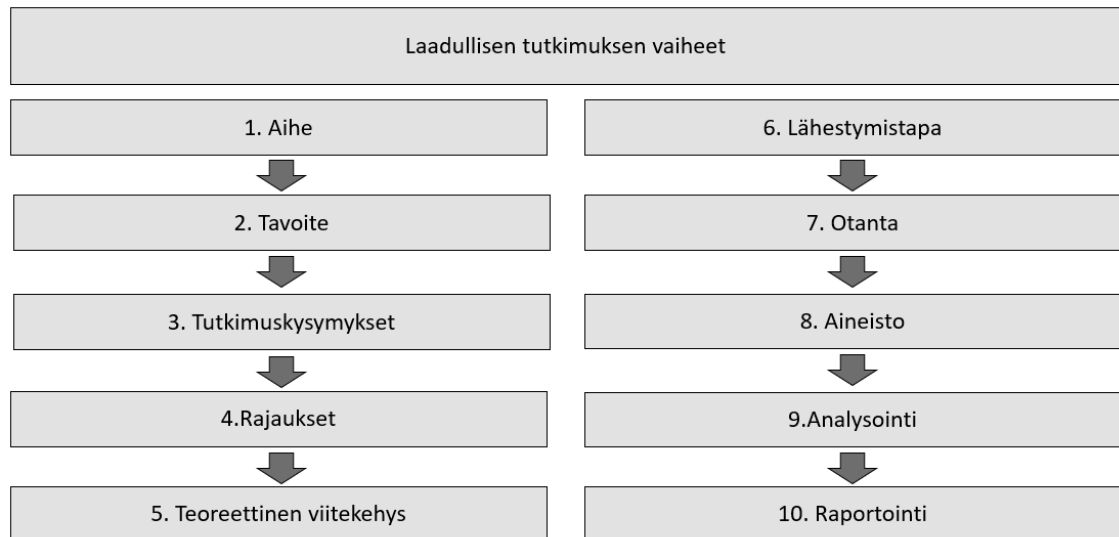 Laadullisen tutkimuksen vaiheet
1. Aihe
2. Tavoite
3. Tutkimuskysymykset
4.Rajaukset
5. Teoreettinen viitekehys
6. Lähestymistapa
7. Otanta
8. Aineisto
9.Analysointi
10. Raportointi